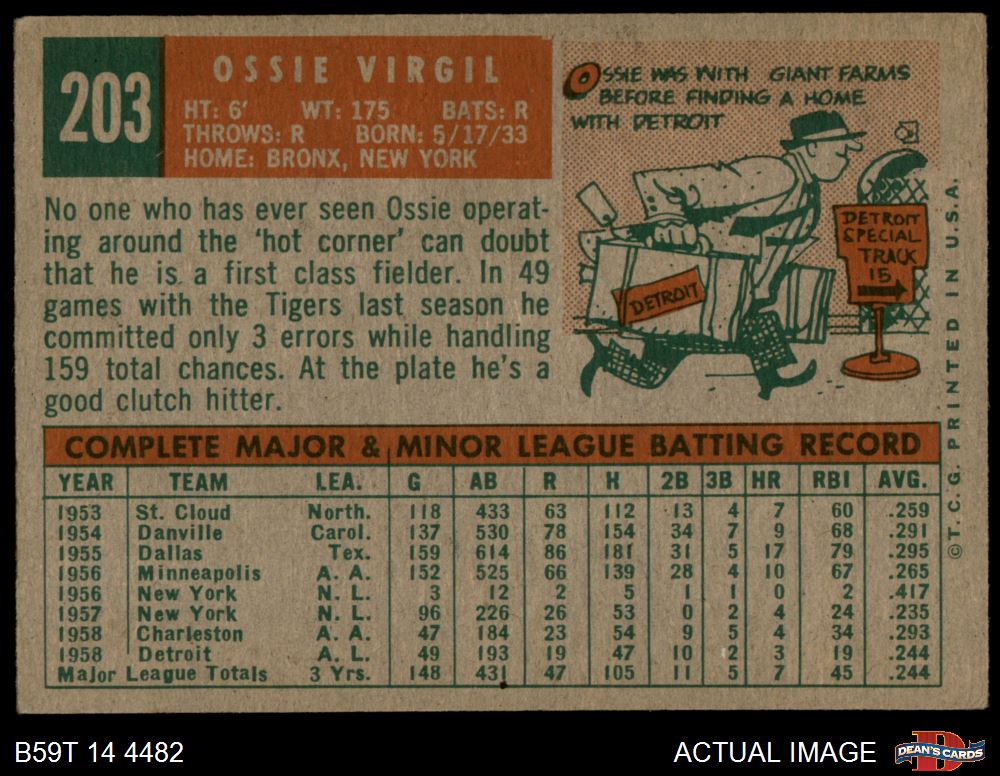 203
OSSIE VIRGIL
HT: 6' WT: 175 BATS: R
THROWS: R BORN: 5/17/33
HOME: BRONX, NEW YORK
OSSIE WAS WITH GIANT FARMS
BEFORE FINDING A HOME
WITH DETROIT
DETROIT
SPECIAL
TRACK
15
DETROIT
No one who has ever seen Ossie operat-
ing around the 'hot corner' can doubt
that he is a first class fielder. In 49
games with the Tigers last season he
committed only 3 errors while handling
159 total chances. At the plate he's a
good clutch hitter.
COMPLETE MAJOR & MINOR LEAGUE BATTING RECORD
YEAR TEAM LEA. G AB R H 2B 3B HR RBI AVG.
1953 St. Cloud North. 118 433 63 112 13 4 7 60 .259
1954 Danville Carol. 137 530 78 154 34 7 9 68 .291
1955 Dallas Tex. 159 614 86 181 31 5 17 79 .295
1956 Minneapolis A. A. 152 525 66 139 28 4 10 67 .265
1956 New York N. L. 3 12 2 5 1 1 0 2 .417
1957 New York N. L. 96 226 26 53 0 2 4 24 .235
1958 Charleston A. A. 47 184 23 54 9 5 4 34 .293
1958 Detroit A. L. 49 193 19 47 10 2 3 19 .244
Major League Totals 3 Yrs. 148 431 47 105 11 5 7 45 .244
©T.C.G. PRINTED IN U.S.A.
B59T 14 4482
ACTUAL IMAGE
DEAN'S CARDS